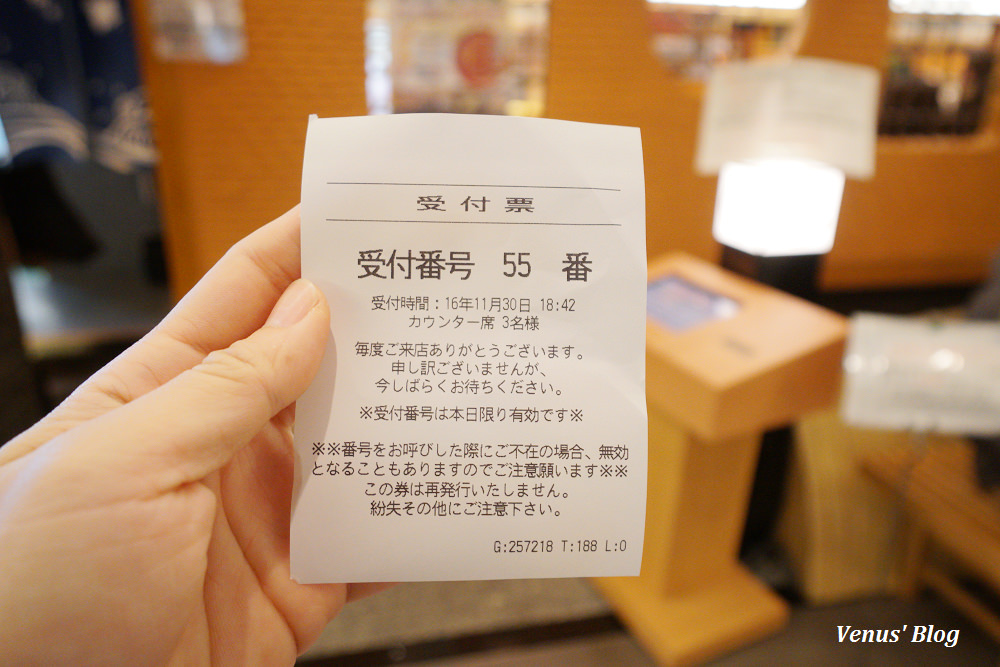 受付票
受付番号 55 番
受付時間：16年11月30日 18:42
カウンター席 3名様
毎度ご来店ありがとうございます。
申し訳ございませんが、
今しばらくお待ちください。
※受付番号は本日限り有効です※
※※番号をお呼びした際にご不在の場合、無効
となることもありますのでご注意願います※※
この券は再発行いたしません。
紛失その他にご注意下さい。
G:257218 T:188 L:0
Venus' Blog